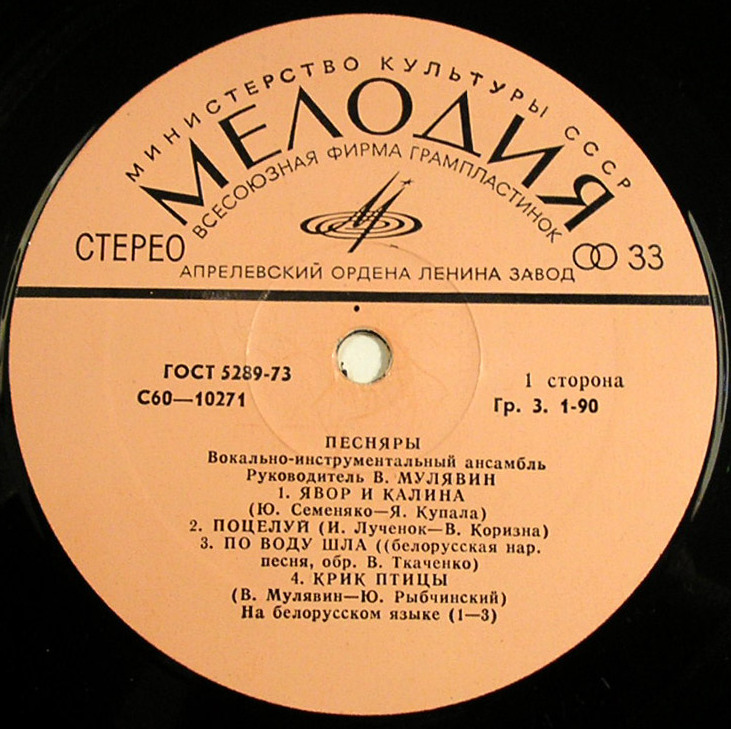 МИНИСТЕРСТВО КУЛЬТУРЫ СССР
МЕЛОДИЯ
ВСЕСОЮЗНАЯ ФИРМА ГРАМПЛАСТИНОК
СТЕРЕО
33
АПРЕЛЕВСКИЙ ОРДЕНА ЛЕНИНА ЗАВОД
ГОСТ 5289-73
С60—10271
1 сторона
Гр. 3. 1-90
ПЕСНЯРЫ
Вокально-инструментальный ансамбль
Руководитель В. МУЛЯВИН
1. ЯВОР И КАЛИНА
(Ю. Семеняко—Я. Купала)
2. ПОЦЕЛУЙ (И. Лученок—В. Коризна)
3. ПО ВОДУ ШЛА ((белорусская нар.
песня, обр. В. Ткаченко)
4. КРИК ПТИЦЫ
(В. Мулявин—Ю. Рыбчинский)
На белорусском языке (1—3)